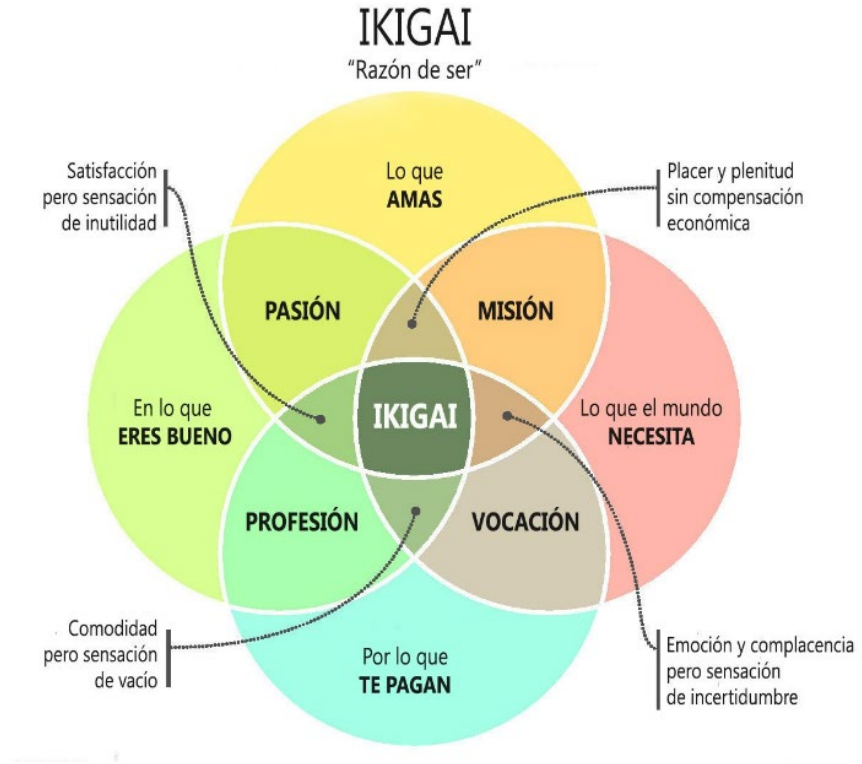 IKIGAI
“Razón de ser”
Lo que
AMAS
Satisfacción
pero sensación
de inutilidad
Placer y plenitud
sin compensación
económica
PASIÓN
MISIÓN
En lo que
ERES BUENO
IKIGAI
Lo que el mundo
NECESITA
PROFESIÓN
VOCACIÓN
Comodidad
pero sensación
de vacío
Por lo que
TE PAGAN
Emoción y complacencia
pero sensación
de incertidumbre